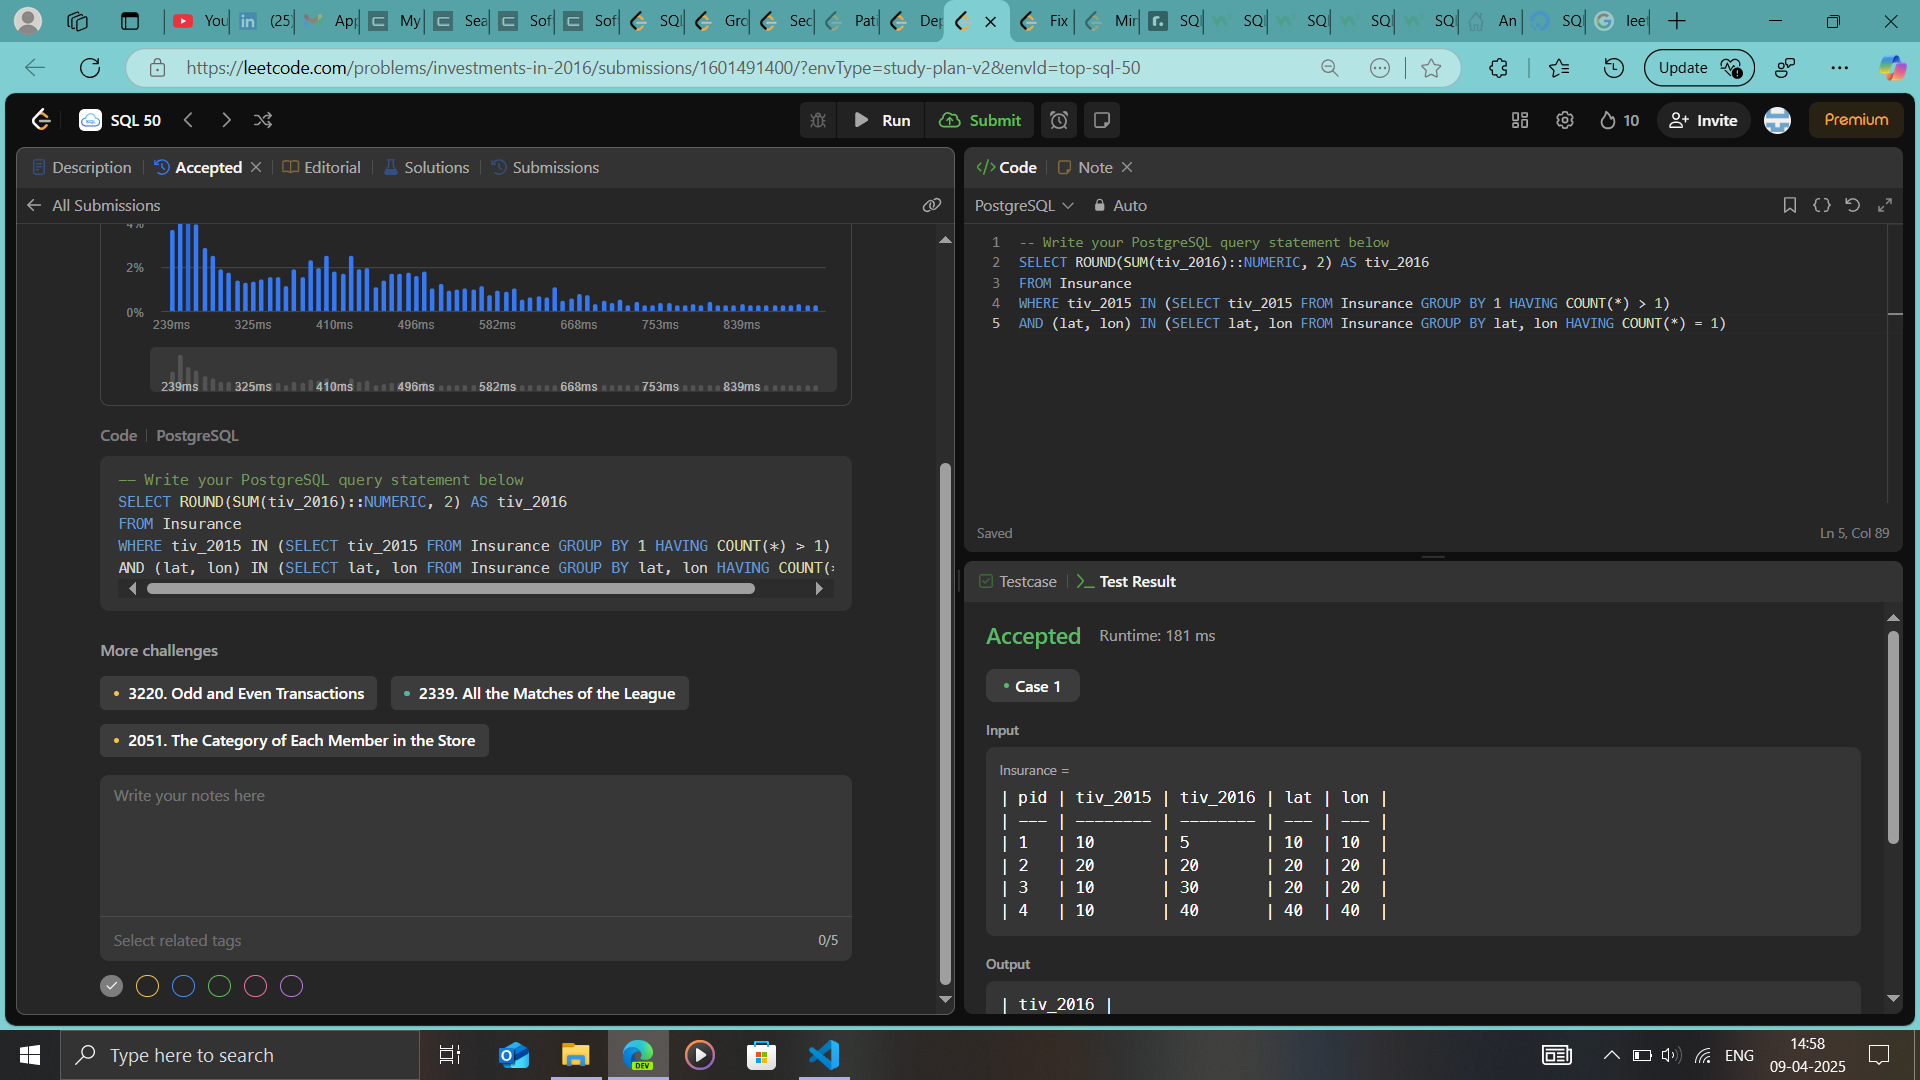 You
(25)
App
My
Sea
Sof
Sof
SQL
Gro
Sec
Pati
Dep
Fix
Mir
SQL
SQL
SQL
SQL
SQL
An
SQL
leet
https://leetcode.com/problems/investments-in-2016/submissions/1601491400/?envType=study-plan-v2&envId=top-sql-50
Update
SQL 50
Run
Submit
10
Invite
Premium
Description
Accepted
Editorial
Solutions
Submissions
All Submissions
4%
2%
0%
239ms 325ms 410ms 496ms 582ms 668ms 753ms 839ms
239ms 325ms 410ms 496ms 582ms 668ms 753ms 839ms
Code | PostgreSQL
-- Write your PostgreSQL query statement below
SELECT ROUND(SUM(tiv_2016)::NUMERIC, 2) AS tiv_2016
FROM Insurance
WHERE tiv_2015 IN (SELECT tiv_2015 FROM Insurance GROUP BY 1 HAVING COUNT(*) > 1)
AND (lat, lon) IN (SELECT lat, lon FROM Insurance GROUP BY lat, lon HAVING COUNT(*
More challenges
3220. Odd and Even Transactions
2339. All the Matches of the League
2051. The Category of Each Member in the Store
Write your notes here
Select related tags
0/5
Code
Note
PostgreSQL
Auto
1 -- Write your PostgreSQL query statement below
2 SELECT ROUND(SUM(tiv_2016)::NUMERIC, 2) AS tiv_2016
3 FROM Insurance
4 WHERE tiv_2015 IN (SELECT tiv_2015 FROM Insurance GROUP BY 1 HAVING COUNT(*) > 1)
5 AND (lat, lon) IN (SELECT lat, lon FROM Insurance GROUP BY lat, lon HAVING COUNT(*) = 1)
Saved
Ln 5, Col 89
Testcase
Test Result
Accepted
Runtime: 181 ms
Case 1
Input
Insurance =
| pid | tiv_2015 | tiv_2016 | lat | lon |
| --- | -------- | -------- | --- | --- |
| 1 | 10 | 5 | 10 | 10 |
| 2 | 20 | 20 | 20 | 20 |
| 3 | 10 | 30 | 20 | 20 |
| 4 | 10 | 40 | 40 | 40 |
Output
| tiv_2016 |
Type here to search
DEV
ENG
14:58
09-04-2025